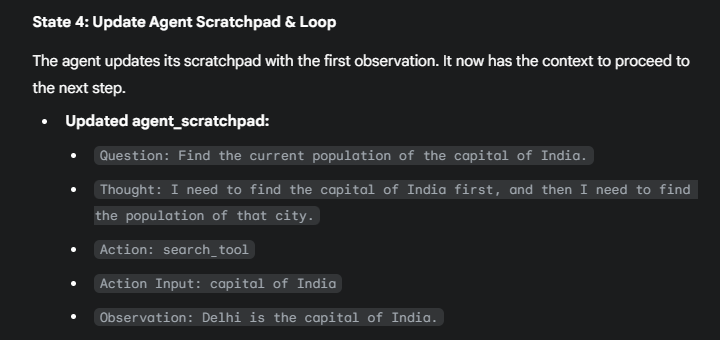 State 4: Update Agent Scratchpad & Loop
The agent updates its scratchpad with the first observation. It now has the context to proceed to
the next step.
• Updated agent_scratchpad:
• Question: Find the current population of the capital of India.
• Thought: I need to find the capital of India first, and then I need to find
the population of that city.
• Action: search_tool
• Action Input: capital of India
• Observation: Delhi is the capital of India.